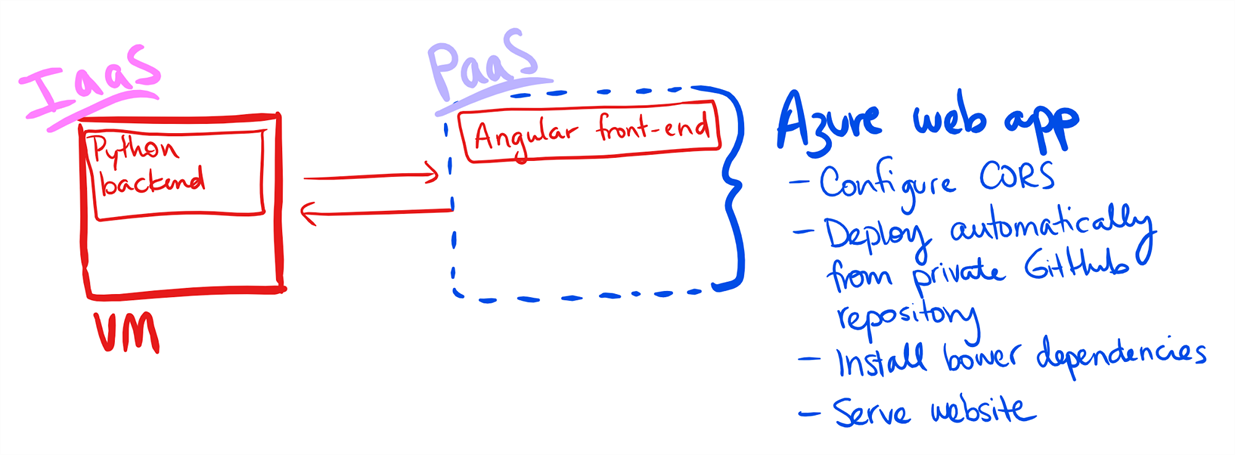 IaaS
Python
backend
VM
PaaS
Angular front-end
Azure web app
- Configure CORS
- Deploy automatically
from private GitHub
repository
- Install bower dependencies
- Serve website